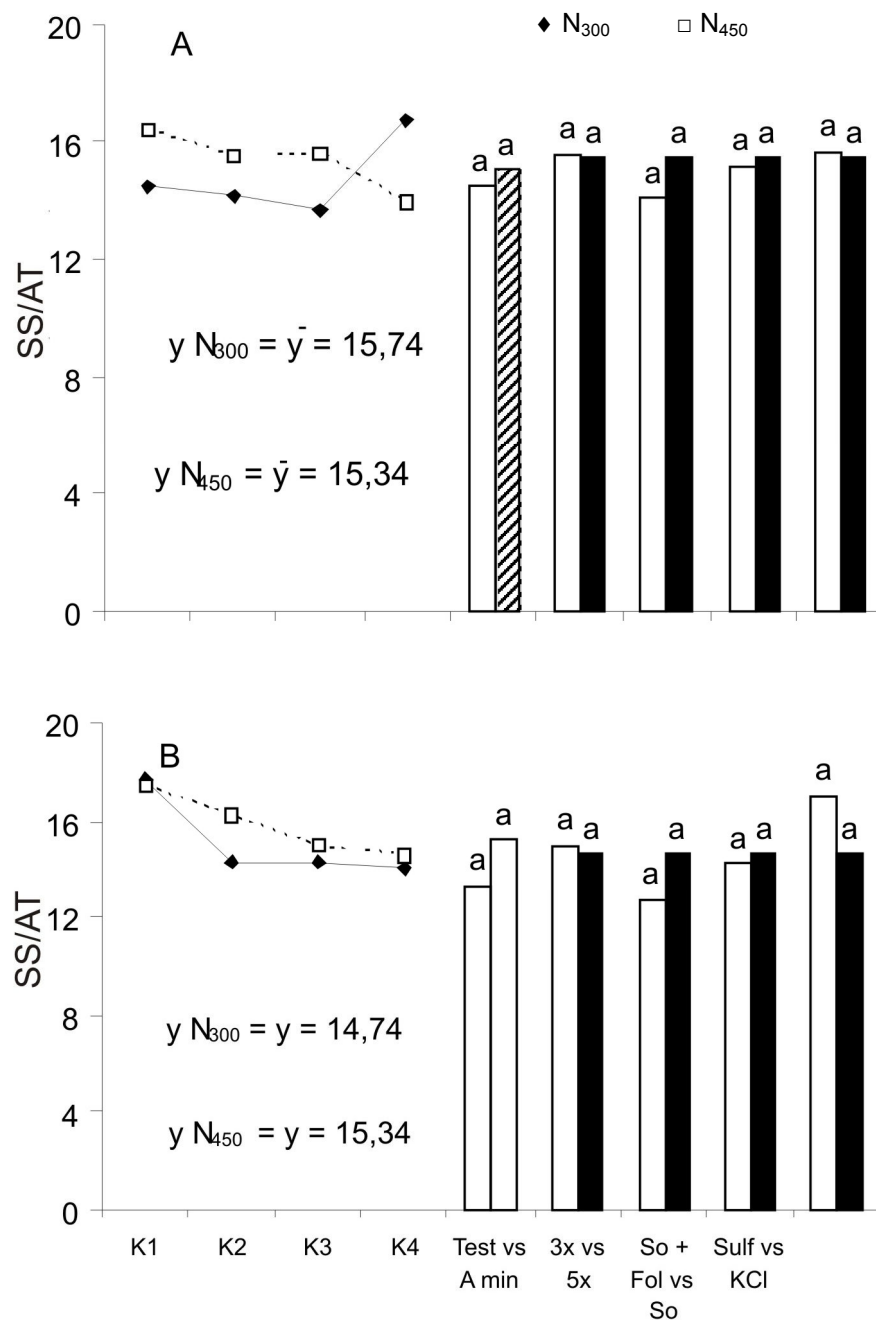 20
A
N300
N450
16
12
8
4
0
SS/AT
a a a a a a a a a a
y N300 = ȳ = 15,74
y N450 = ȳ = 15,34
20
B
16
12
8
4
0
SS/AT
a a a a a a a a a a
y N300 = y = 14,74
y N450 = y = 15,34
K1 K2 K3 K4 Test vs 3x vs So + Sulf vs
A min 5x Fol vs KCl
So